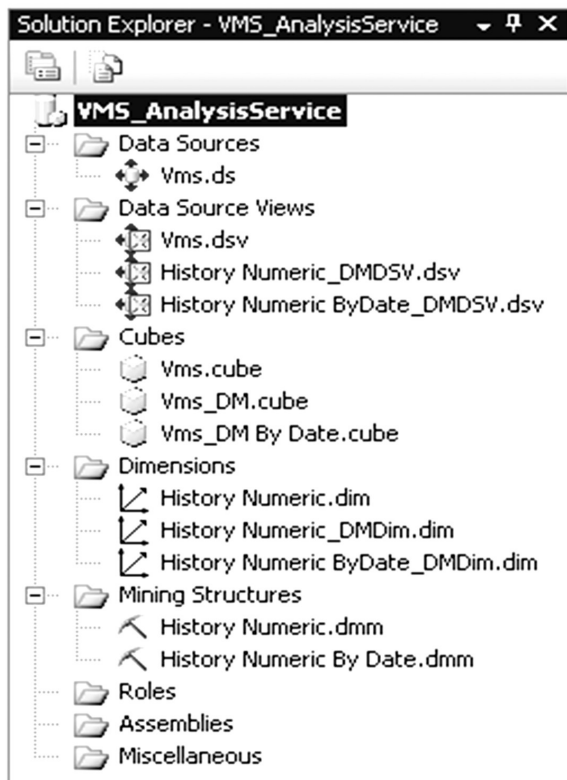 Solution Explorer - VMS_AnalysisService
VMS_AnalysisService
Data Sources
Vms.ds
Data Source Views
Vms.dsv
History Numeric_DMDSV.dsv
History Numeric ByDate_DMDSV.dsv
Cubes
Vms.cube
Vms_DM.cube
Vms_DM By Date.cube
Dimensions
History Numeric.dim
History Numeric_DMDim.dim
History Numeric ByDate_DMDim.dim
Mining Structures
History Numeric.dmm
History Numeric By Date.dmm
Roles
Assemblies
Miscellaneous